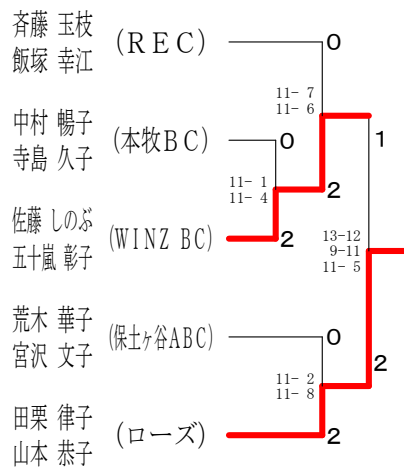 斉藤 玉枝
飯塚 幸江
(ＲＥＣ)
0
11- 7
11- 6
中村 暢子
寺島 久子
(本牧ＢＣ)
0
1
11- 1
11- 4
2
佐藤 しのぶ
五十嵐 彰子
(WINZ BC)
2
13-12
9-11
11- 5
荒木 華子
宮沢 文子
(保土ヶ谷ABC)
0
11- 2
11- 8
2
田栗 律子
山本 恭子
(ローズ)
2